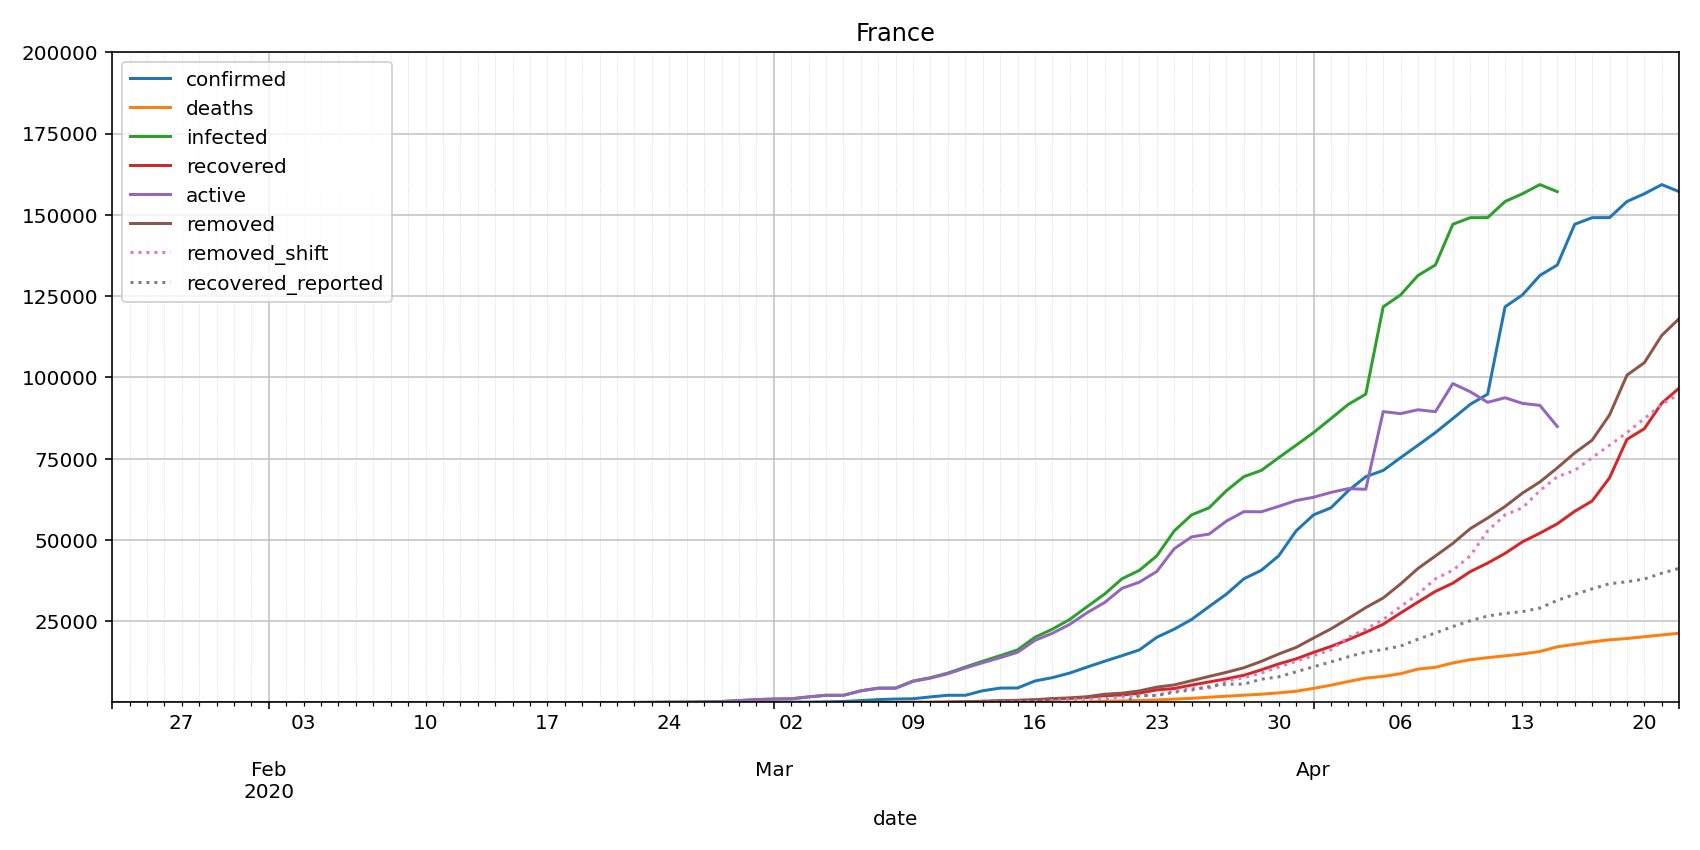 France
200000
175000
150000
125000
100000
75000
50000
25000
confirmed
deaths
infected
recovered
active
removed
removed_shift
recovered_reported
27 03 10 17 24 02 09 16 23 30 06 13 20
Feb Mar Apr
2020
date